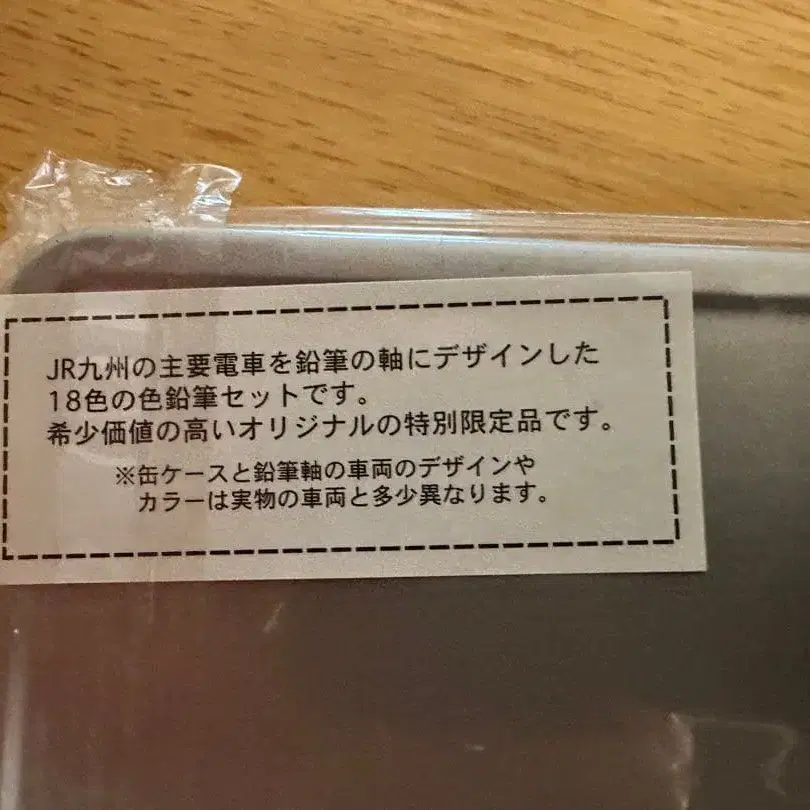 JR九州の主要電車を鉛筆の軸にデザインした
18色の色鉛筆セットです。
希少価値の高いオリジナルの特別限定品です。
※缶ケースと鉛筆軸の車両のデザインや
カラーは実物の車両と多少異なります。